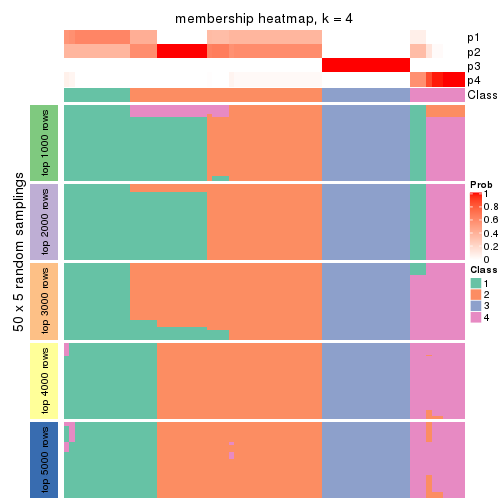 membership heatmap, k = 4
p1
p2
p3
p4
Class
50 x 5 random samplings
top 1000 rows
top 2000 rows
top 3000 rows
top 4000 rows
top 5000 rows
Prob
1
0.8
0.6
0.4
0.2
0
Class
1
2
3
4